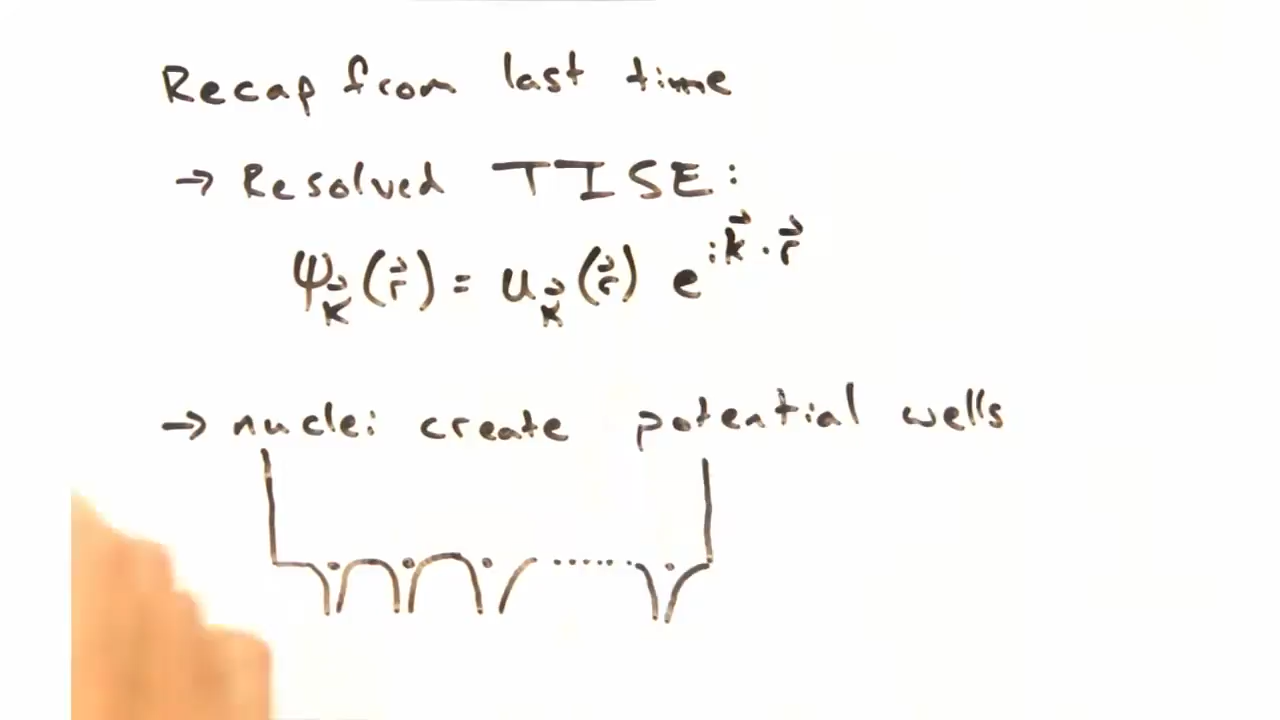 Recap from last time
→ Resolved TISE:
ψ_k⃗(r⃗) = u_k⃗(r⃗) e^{ik⃗·r⃗}
→ nuclei create potential wells